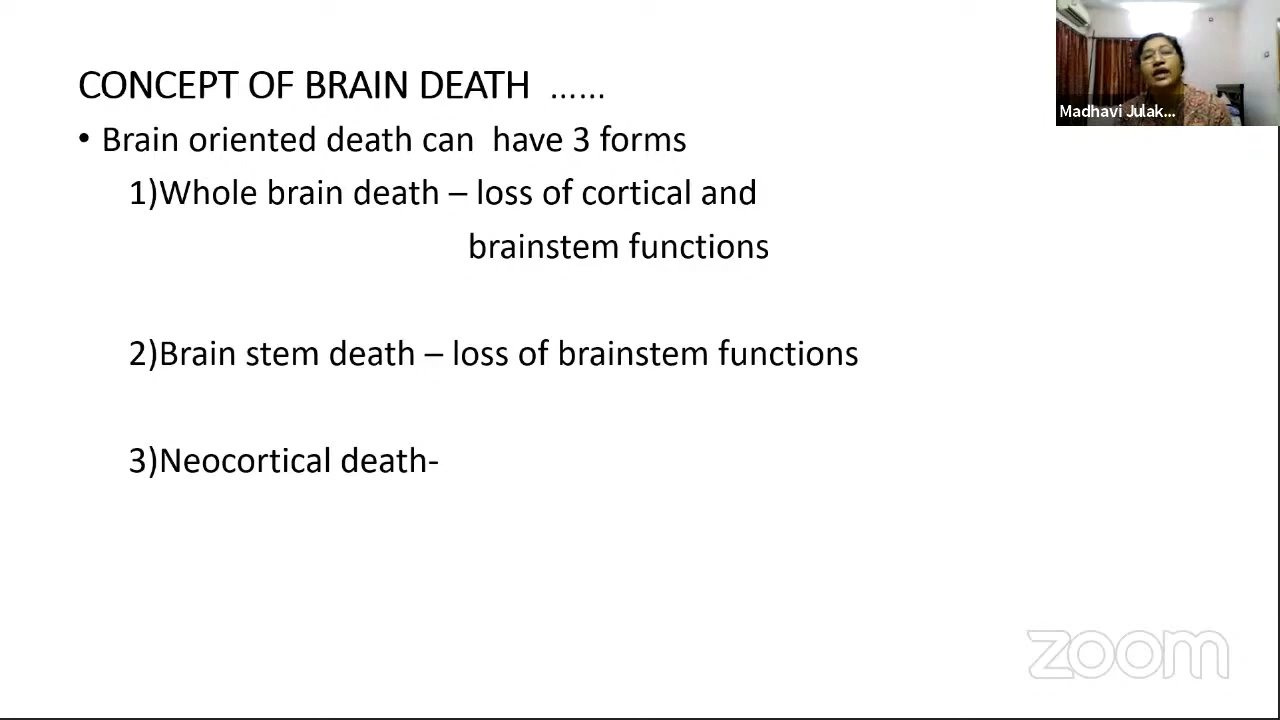 CONCEPT OF BRAIN DEATH ......
• Brain oriented death can have 3 forms
1)Whole brain death – loss of cortical and
brainstem functions
2)Brain stem death – loss of brainstem functions
3)Neocortical death-
Madhavi Julak...
zoom